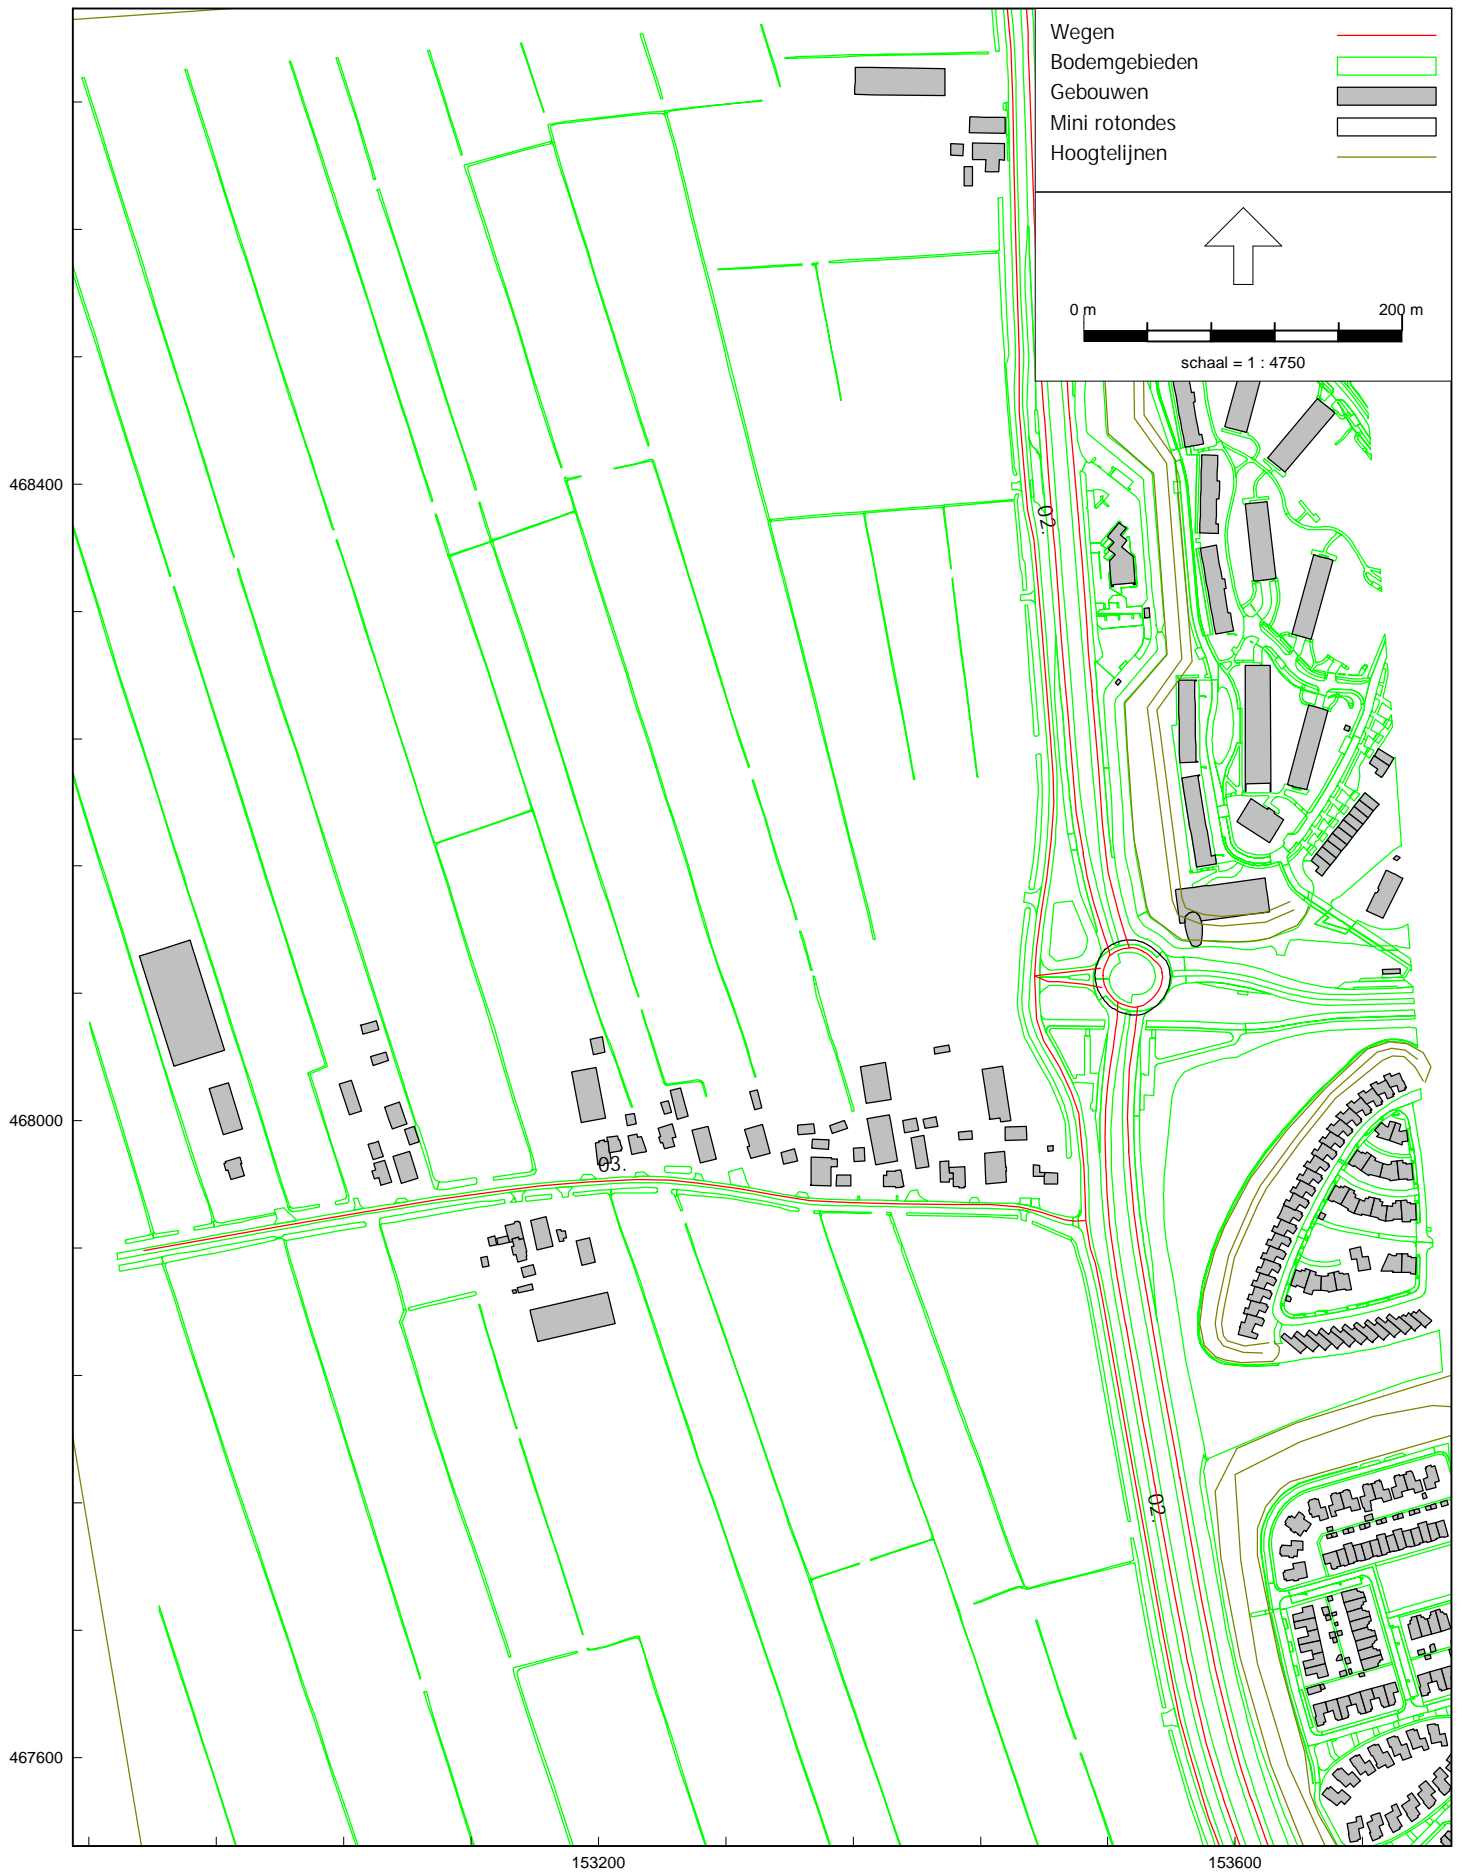 Wegen
Bodemgebieden
Gebouwen
Mini rotondes
Hoogtelijnen
0 m 200 m
schaal = 1 : 4750
468400
02.
468000
03.
02.
467600
153200 153600